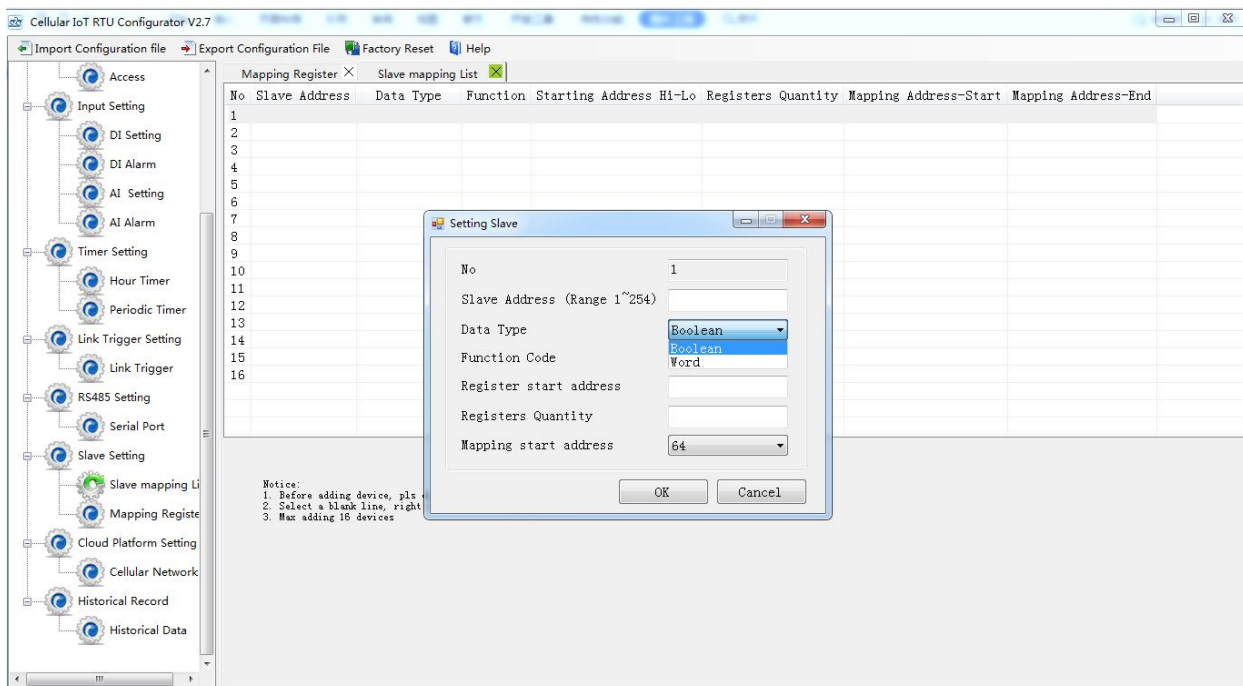 Cellular IoT RTU Configurator V2.7
Import Configuration file Export Configuration File Factory Reset Help
Access
Input Setting
DI Setting
DI Alarm
AI Setting
AI Alarm
Timer Setting
Hour Timer
Periodic Timer
Link Trigger Setting
Link Trigger
RS485 Setting
Serial Port
Slave Setting
Slave mapping Li
Mapping Registe
Cloud Platform Setting
Cellular Network
Historical Record
Historical Data
Mapping Register Slave mapping List
No Slave Address Data Type Function Starting Address Hi-Lo Registers Quantity Mapping Address-Start Mapping Address-End
1
2
3
4
5
6
7
8
9
10
11
12
13
14
15
16
Setting Slave
No 1
Slave Address (Range 1~254)
Data Type Boolean
Boolean
Function Code Word
Register start address
Registers Quantity
Mapping start address 64
OK Cancel
Notice:
1. Before adding device, pls
2. Select a blank line, right
3. Max adding 16 devices